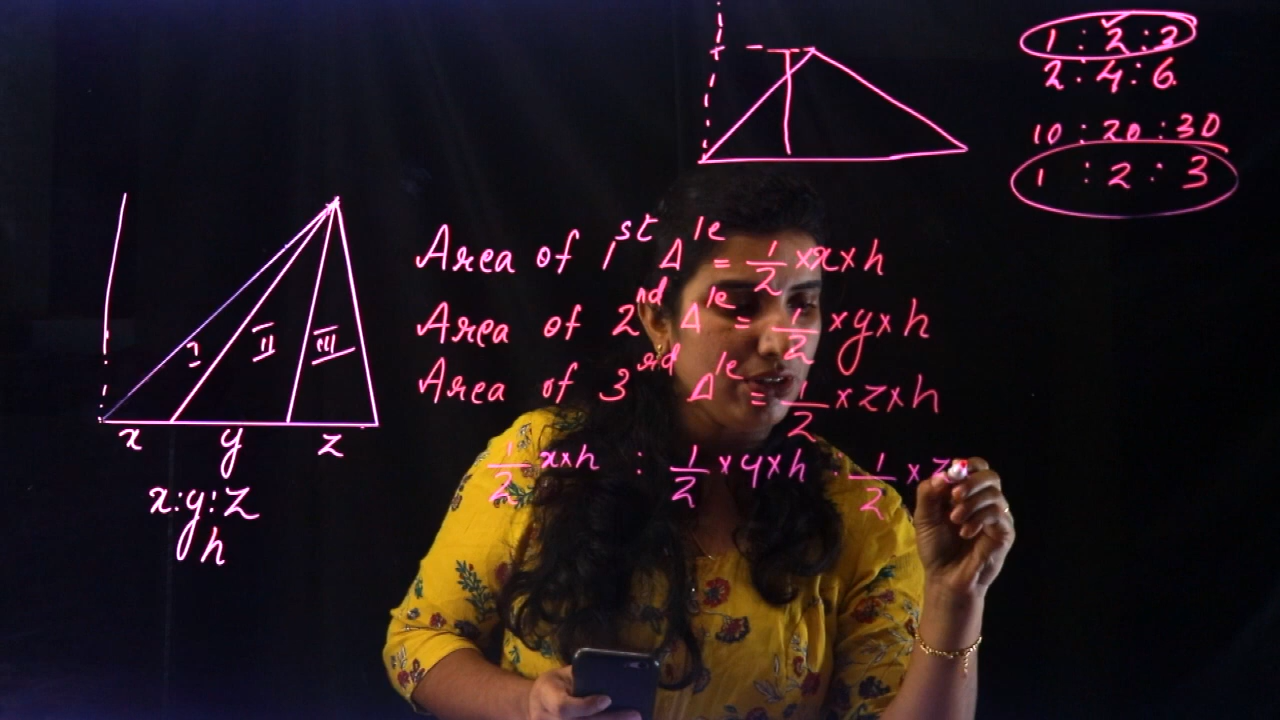 1 : 2 : 3
2 : 4 : 6
10 : 20 : 30
1 : 2 : 3
I
II
III
x y z
x:y:z
h
Area of 1st Δle = 1/2 × x × h
Area of 2nd Δle = 1/2 × y × h
Area of 3rd Δle = 1/2 × z × h
1/2 x × h : 1/2 × y × h : 1/2 × z